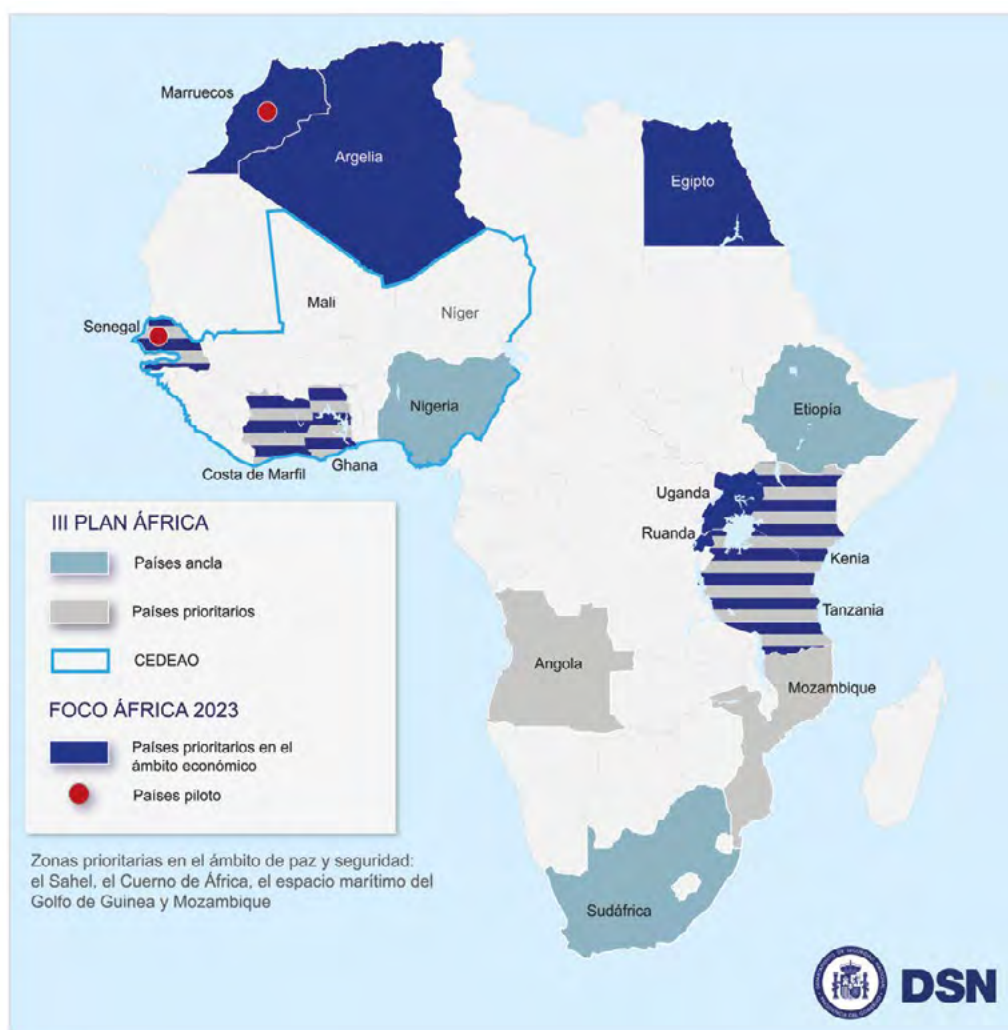 Marruecos
Argelia
Egipto
Mali
Níger
Senegal
Nigeria
Etiopía
Costa de Marfil
Ghana
Uganda
Ruanda
Kenia
Tanzania
Angola
Mozambique
Sudáfrica
III PLAN ÁFRICA
Países ancla
Países prioritarios
CEDEAO
FOCO ÁFRICA 2023
Países prioritarios en el
ámbito económico
Países piloto
Zonas prioritarias en el ámbito de paz y seguridad:
el Sahel, el Cuerno de África, el espacio marítimo del
Golfo de Guinea y Mozambique
DSN